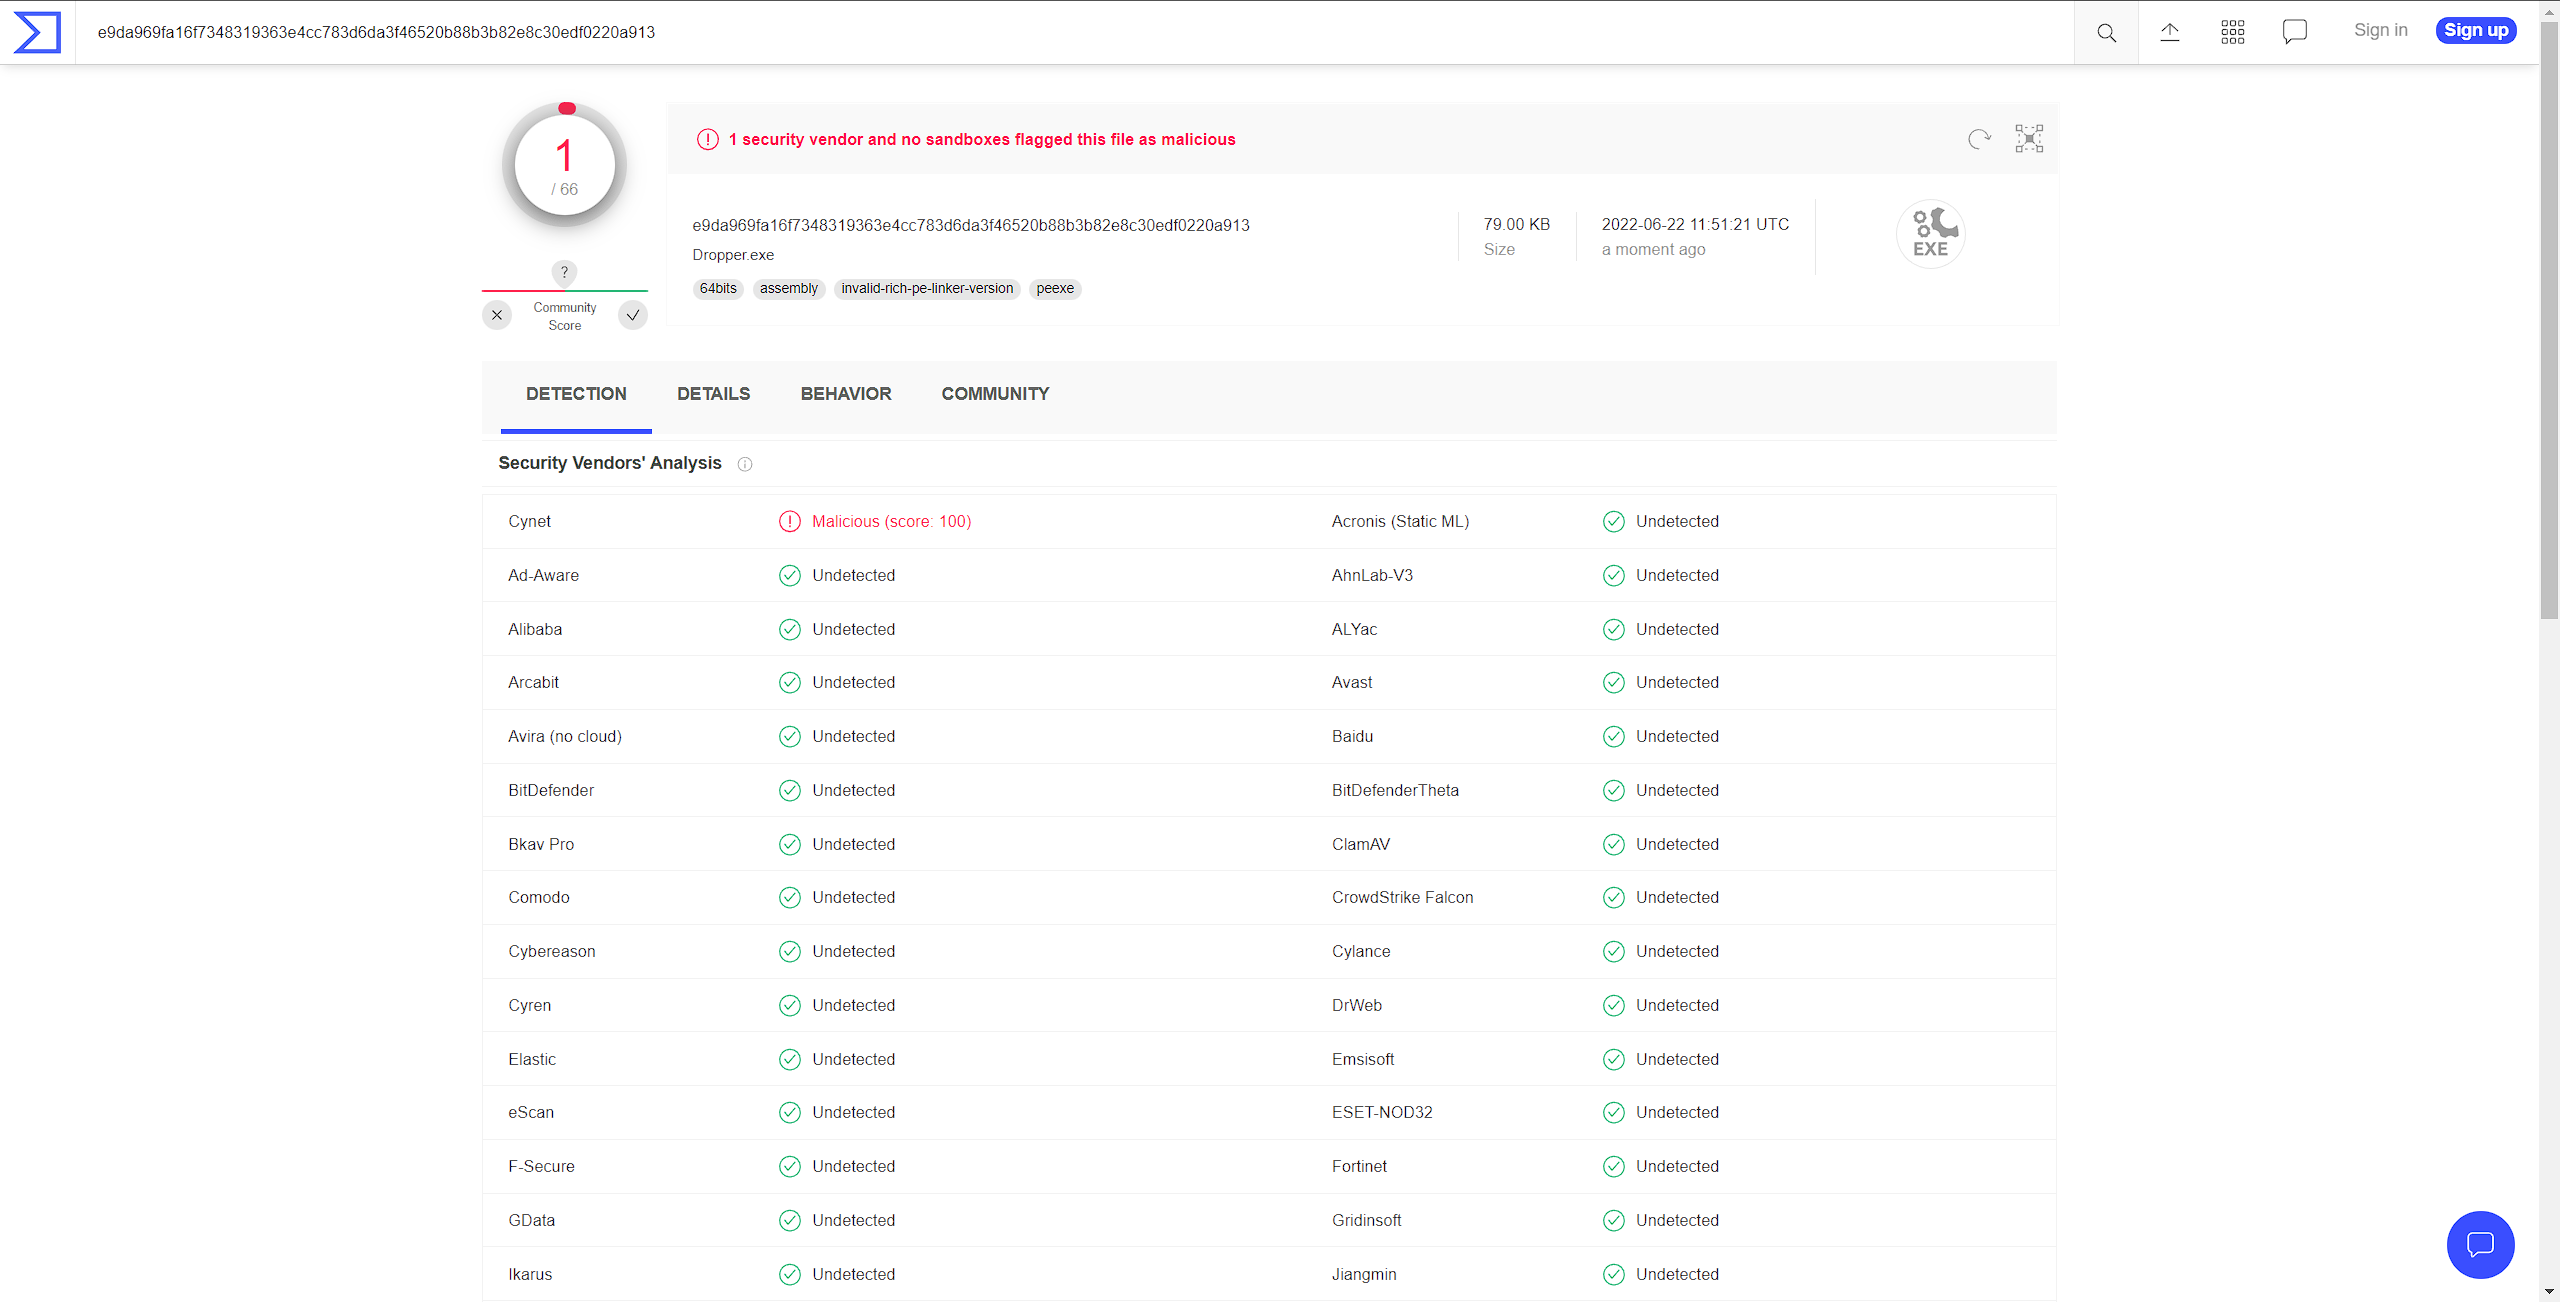 e9da969fa16f7348319363e4cc783d6da3f46520b88b3b82e8c30edf0220a913
Sign in
Sign up
1
/ 66
1 security vendor and no sandboxes flagged this file as malicious
e9da969fa16f7348319363e4cc783d6da3f46520b88b3b82e8c30edf0220a913
Dropper.exe
64bits assembly invalid-rich-pe-linker-version peexe
79.00 KB
Size
2022-06-22 11:51:21 UTC
a moment ago
EXE
?
Community
Score
DETECTION DETAILS BEHAVIOR COMMUNITY
Security Vendors' Analysis
Cynet Malicious (score: 100) Acronis (Static ML) Undetected
Ad-Aware Undetected AhnLab-V3 Undetected
Alibaba Undetected ALYac Undetected
Arcabit Undetected Avast Undetected
Avira (no cloud) Undetected Baidu Undetected
BitDefender Undetected BitDefenderTheta Undetected
Bkav Pro Undetected ClamAV Undetected
Comodo Undetected CrowdStrike Falcon Undetected
Cybereason Undetected Cylance Undetected
Cyren Undetected DrWeb Undetected
Elastic Undetected Emsisoft Undetected
eScan Undetected ESET-NOD32 Undetected
F-Secure Undetected Fortinet Undetected
GData Undetected Gridinsoft Undetected
Ikarus Undetected Jiangmin Undetected